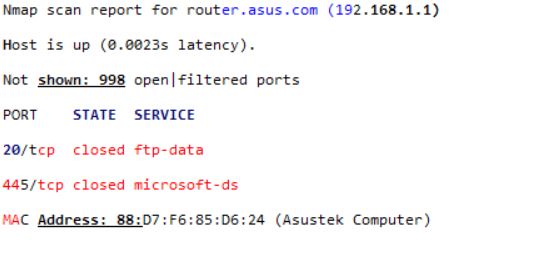 Nmap scan report for router.asus.com (192.168.1.1)
Host is up (0.0023s latency).
Not shown: 998 open|filtered ports
PORT STATE SERVICE
20/tcp closed ftp-data
445/tcp closed microsoft-ds
MAC Address: 88:D7:F6:85:D6:24 (Asustek Computer)